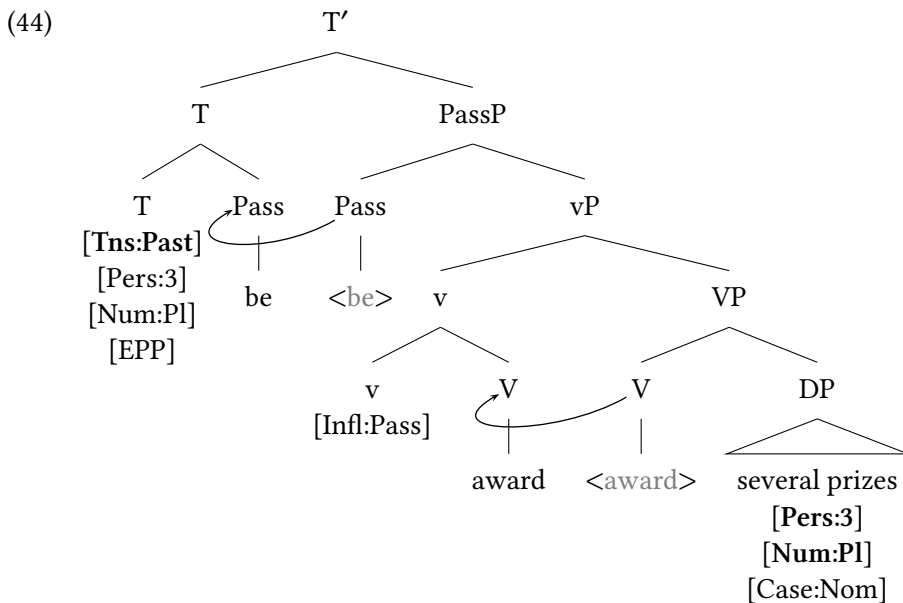 (44) T′
T PassP
T Pass Pass vP
[Tns:Past]
[Pers:3] be <be> v VP
[Num:Pl]
[EPP]
v V V DP
[Infl:Pass]
award <award> several prizes
[Pers:3]
[Num:Pl]
[Case:Nom]